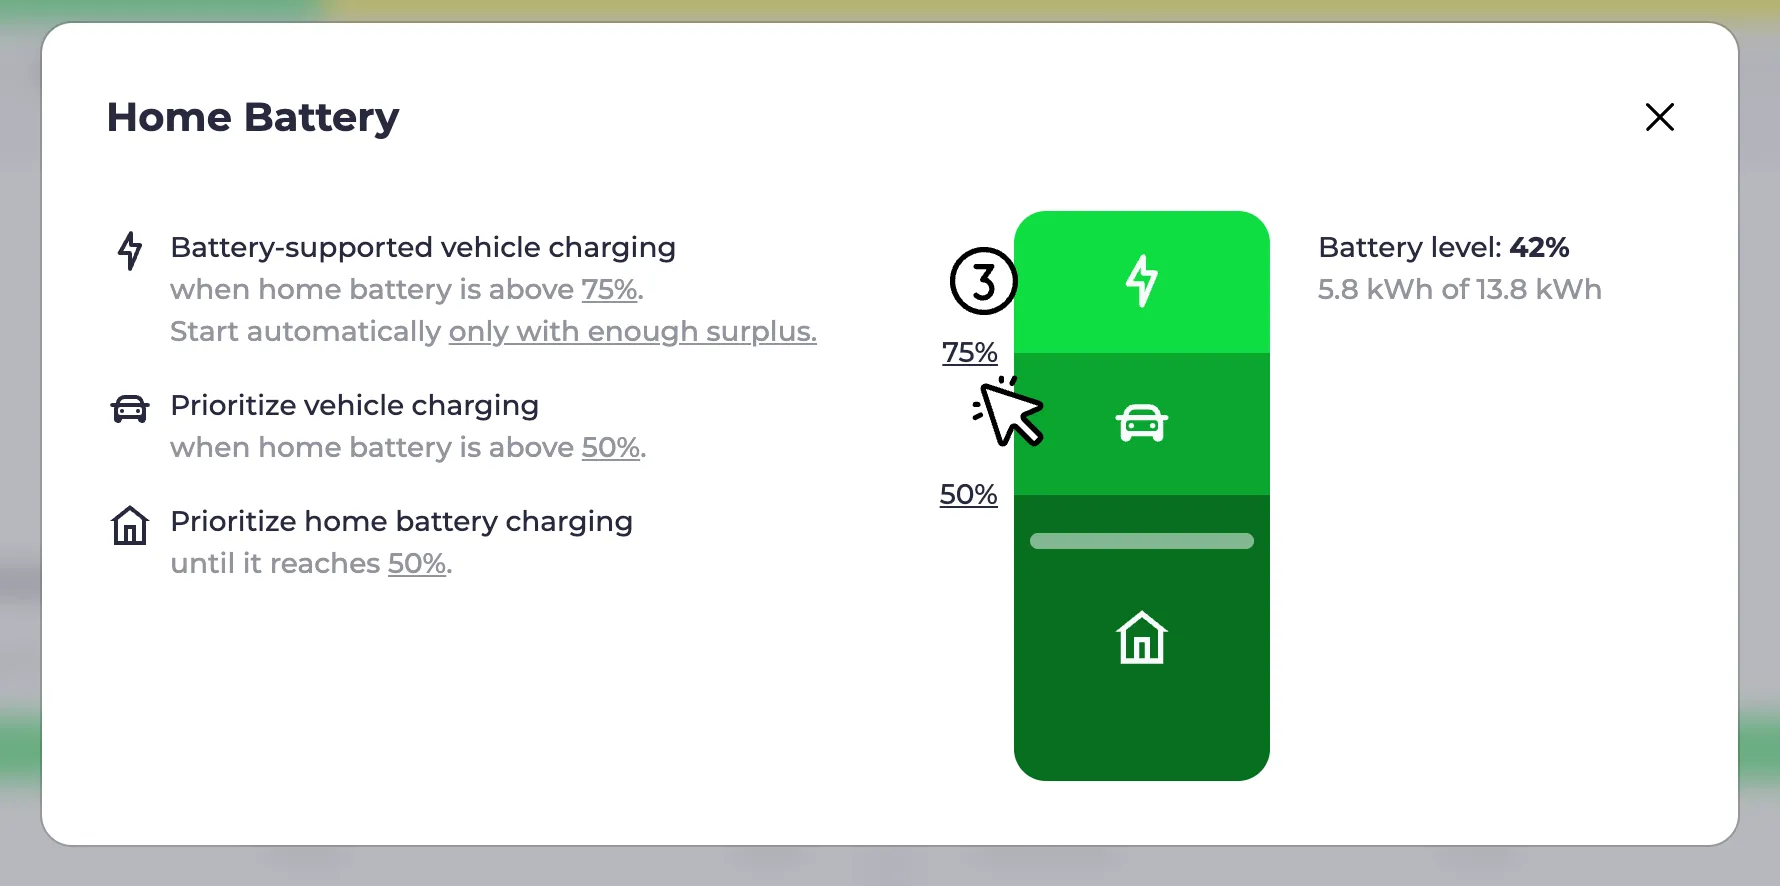 Home Battery
Battery-supported vehicle charging
when home battery is above 75%.
Start automatically only with enough surplus.
Prioritize vehicle charging
when home battery is above 50%.
Prioritize home battery charging
until it reaches 50%.
3
75%
50%
Battery level: 42%
5.8 kWh of 13.8 kWh